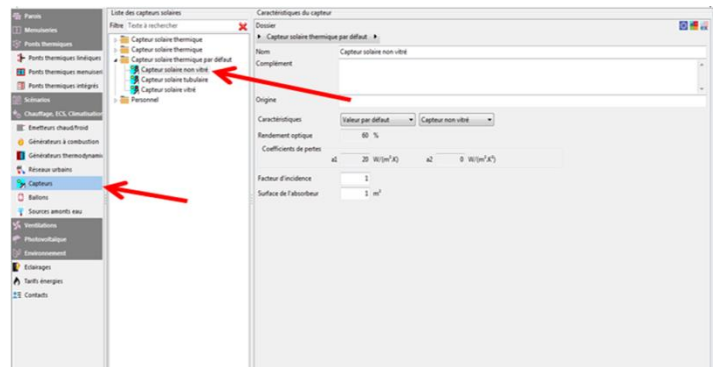 Parois
Menuiseries
Ponts thermiques
Ponts thermiques linéiques
Ponts thermiques menuiseri
Ponts thermiques intégrés
Scénarios
Chauffage, ECS, Climatisation
Emetteurs chaud/froid
Générateurs à combustion
Générateurs thermodynami
Réseaux urbains
Capteurs
Ballons
Sources amonts eau
Ventilations
Photovoltaïque
Environnement
Eclairages
Tarifs énergies
Contacts
Liste des capteurs solaires
Filtre Texte à rechercher
Capteur solaire thermique
Capteur solaire thermique
Capteur solaire thermique par défaut
Capteur solaire non vitré
Capteur solaire tubulaire
Capteur solaire vitré
Personnel
Caractéristiques du capteur
Dossier
Capteur solaire thermique par défaut
Nom Capteur solaire non vitré
Complément
Origine
Caractéristiques Valeur par défaut Capteur non vitré
Rendement optique 60 %
Coefficients de pertes
a1 20 W/(m².K) a2 0 W/(m².K²)
Facteur d'incidence 1
Surface de l'absorbeur 1 m²